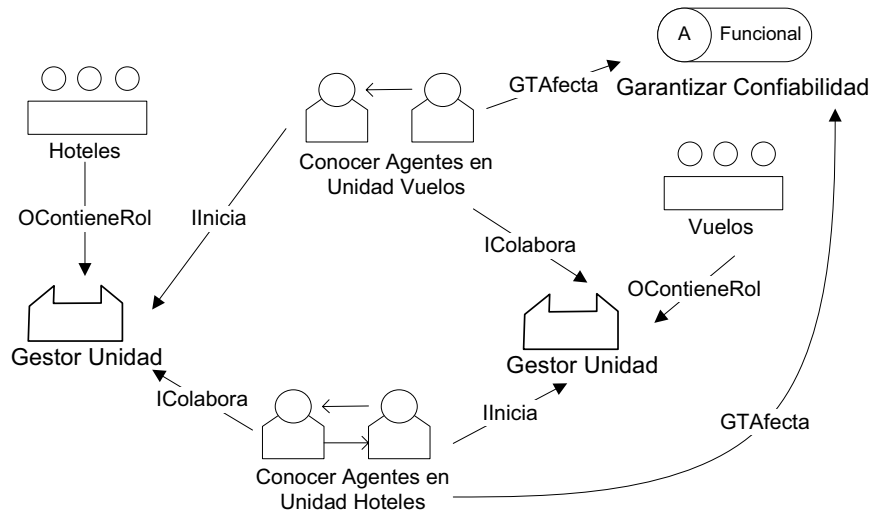 A Funcional
GTAfecta
Garantizar Confiabilidad
Hoteles
Conocer Agentes en
Unidad Vuelos
OContieneRol
IInicia
Vuelos
IColabora
OContieneRol
Gestor Unidad
Gestor Unidad
IColabora
IInicia
GTAfecta
Conocer Agentes en
Unidad Hoteles